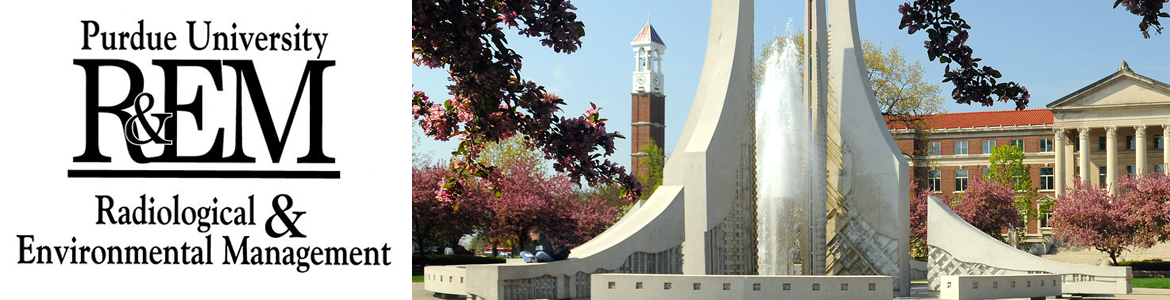 Purdue University
R&EM
Radiological &
Environmental Management